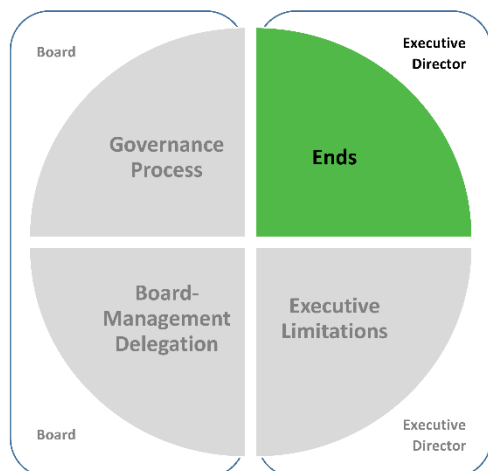 Board
Executive
Director
Governance
Process
Ends
Board-
Management
Delegation
Executive
Limitations
Board
Executive
Director